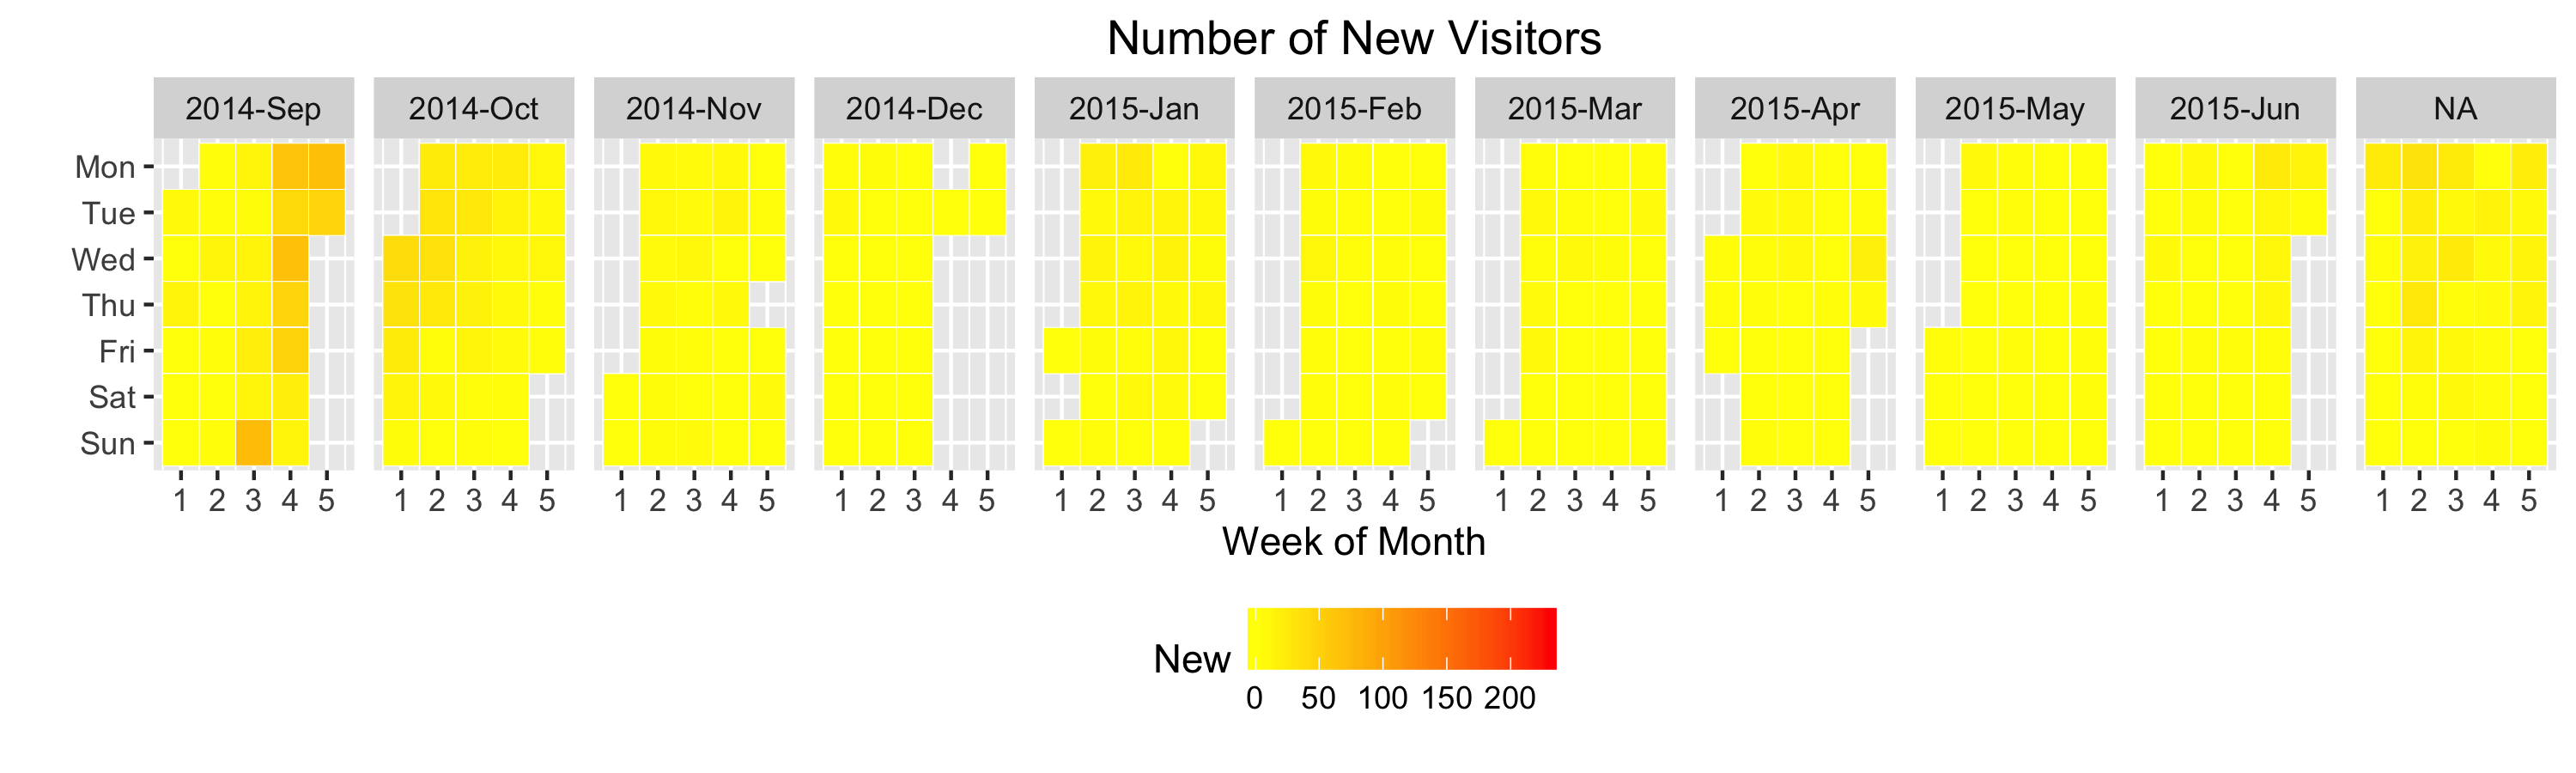 Number of New Visitors
2014-Sep 2014-Oct 2014-Nov 2014-Dec 2015-Jan 2015-Feb 2015-Mar 2015-Apr 2015-May 2015-Jun NA
Mon
Tue
Wed
Thu
Fri
Sat
Sun
1 2 3 4 5 1 2 3 4 5 1 2 3 4 5 1 2 3 4 5 1 2 3 4 5 1 2 3 4 5 1 2 3 4 5 1 2 3 4 5 1 2 3 4 5 1 2 3 4 5 1 2 3 4 5
Week of Month
New
0 50 100 150 200